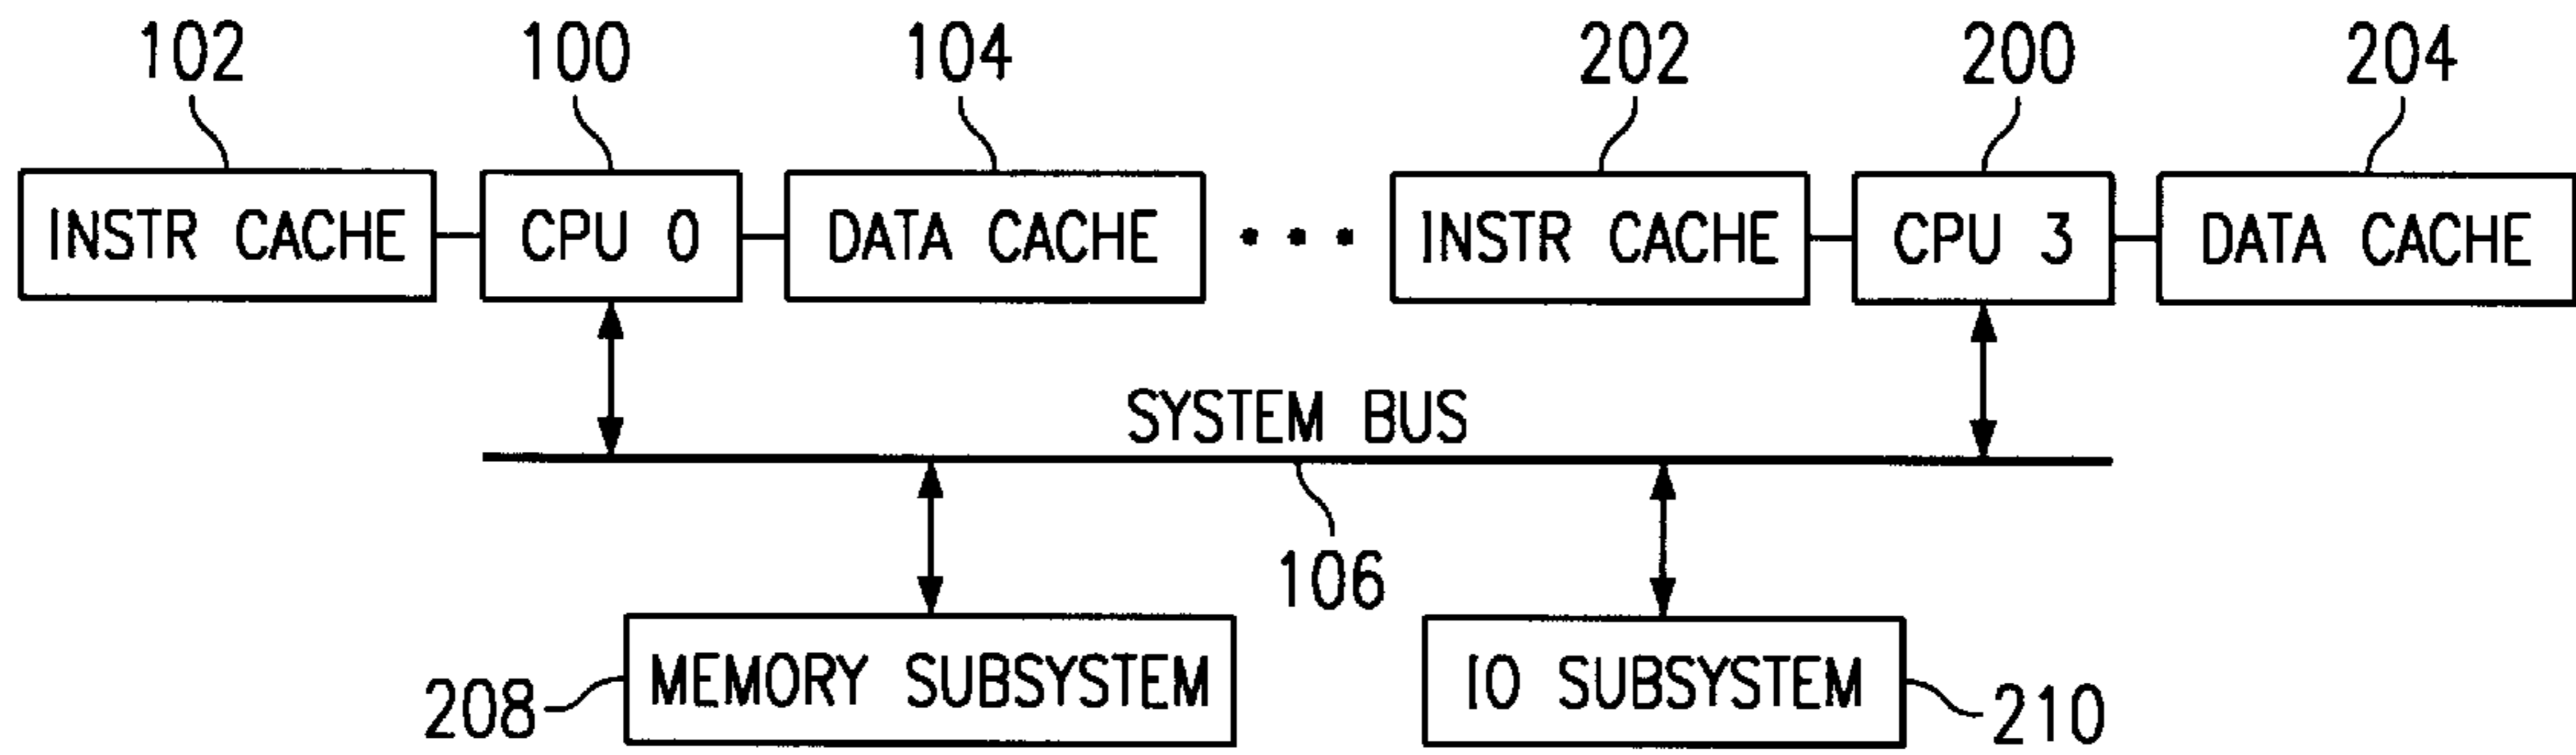 102 100 104 202 200 204
INSTR CACHE CPU 0 DATA CACHE INSTR CACHE CPU 3 DATA CACHE
SYSTEM BUS
106
MEMORY SUBSYSTEM IO SUBSYSTEM
208 210